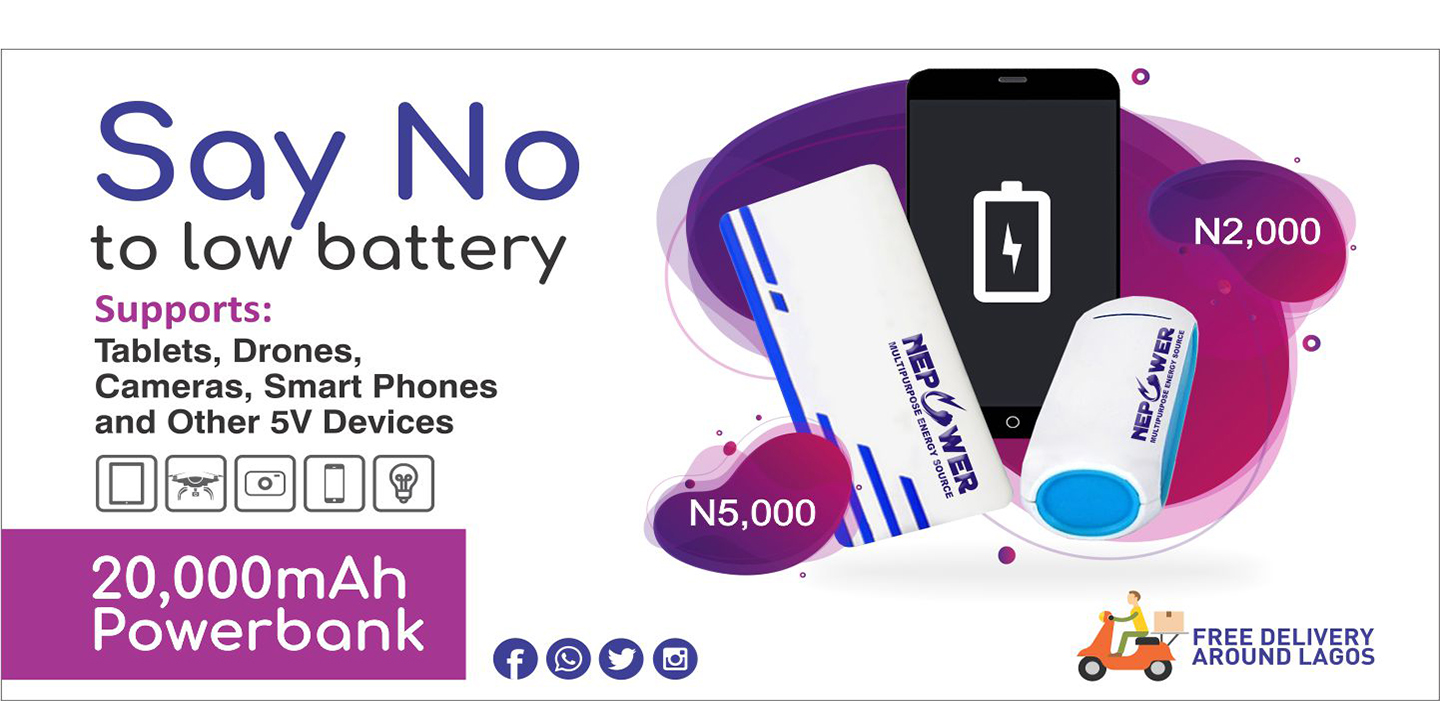 Say No
to low battery
Supports:
Tablets, Drones,
Cameras, Smart Phones
and Other 5V Devices
20,000mAh
Powerbank
N5,000
NEPOWER
MULTIPURPOSE ENERGY SOURCE
N2,000
NEPOWER
MULTIPURPOSE ENERGY SOURCE
FREE DELIVERY
AROUND LAGOS